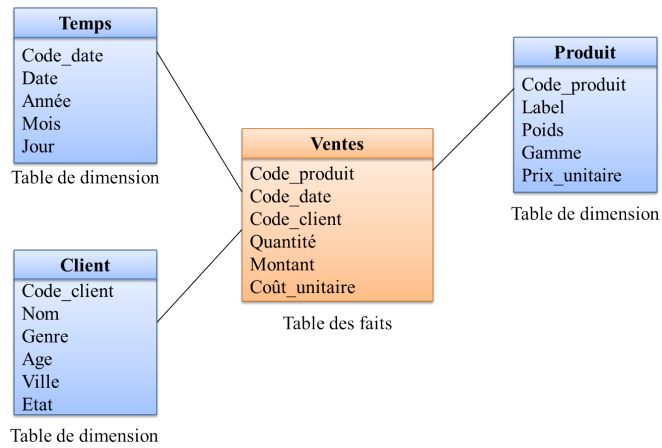 Temps
Code_date
Date
Année
Mois
Jour
Table de dimension
Produit
Code_produit
Label
Poids
Gamme
Prix_unitaire
Table de dimension
Ventes
Code_produit
Code_date
Code_client
Quantité
Montant
Coût_unitaire
Table des faits
Client
Code_client
Nom
Genre
Age
Ville
Etat
Table de dimension